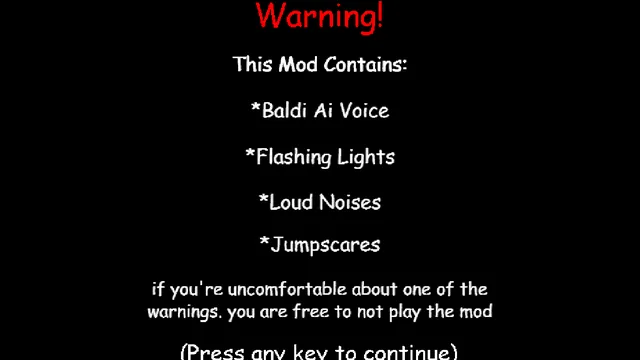 Warning!
This Mod Contains:
*Baldi Ai Voice
*Flashing Lights
*Loud Noises
*Jumpscares
if you're uncomfortable about one of the
warnings. you are free to not play the mod
(Press any key to continue)